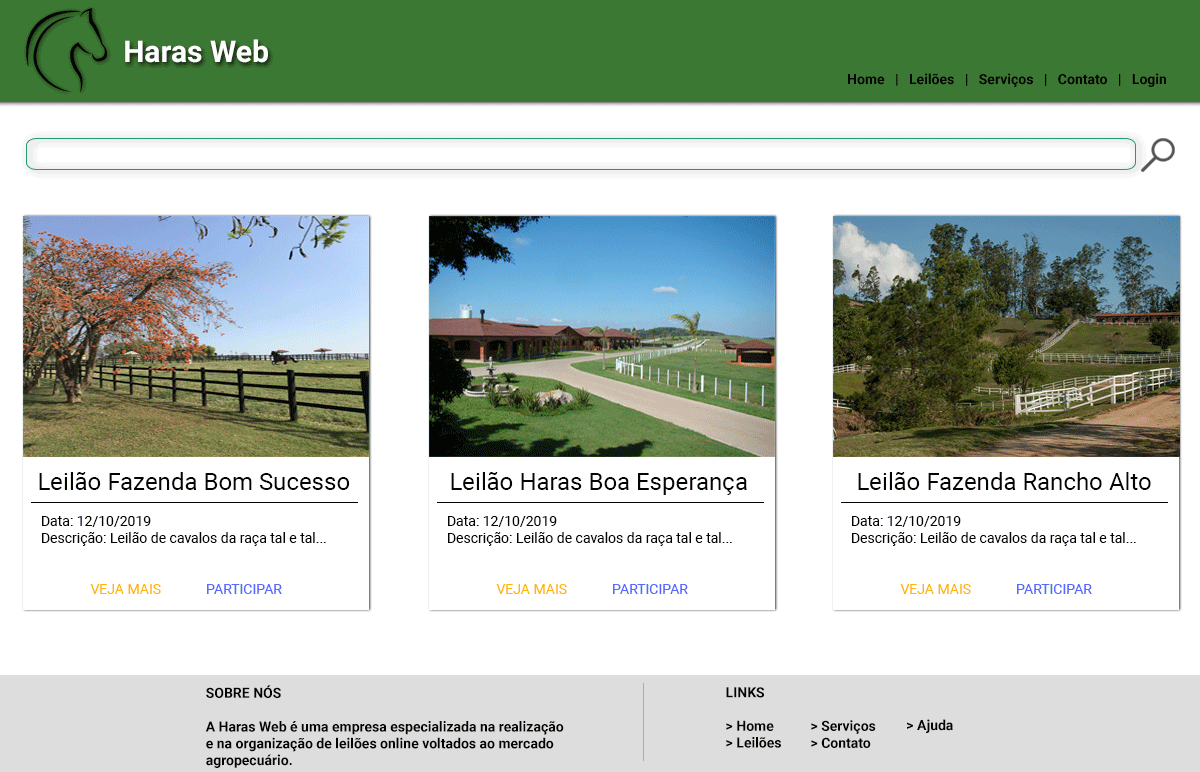 Haras Web
Home | Leilões | Serviços | Contato | Login
Leilão Fazenda Bom Sucesso
Data: 12/10/2019
Descrição: Leilão de cavalos da raça tal e tal...
VEJA MAIS PARTICIPAR
Leilão Haras Boa Esperança
Data: 12/10/2019
Descrição: Leilão de cavalos da raça tal e tal...
VEJA MAIS PARTICIPAR
Leilão Fazenda Rancho Alto
Data: 12/10/2019
Descrição: Leilão de cavalos da raça tal e tal...
VEJA MAIS PARTICIPAR
SOBRE NÓS
A Haras Web é uma empresa especializada na realização
e na organização de leilões online voltados ao mercado
agropecuário.
LINKS
> Home > Serviços > Ajuda
> Leilões > Contato